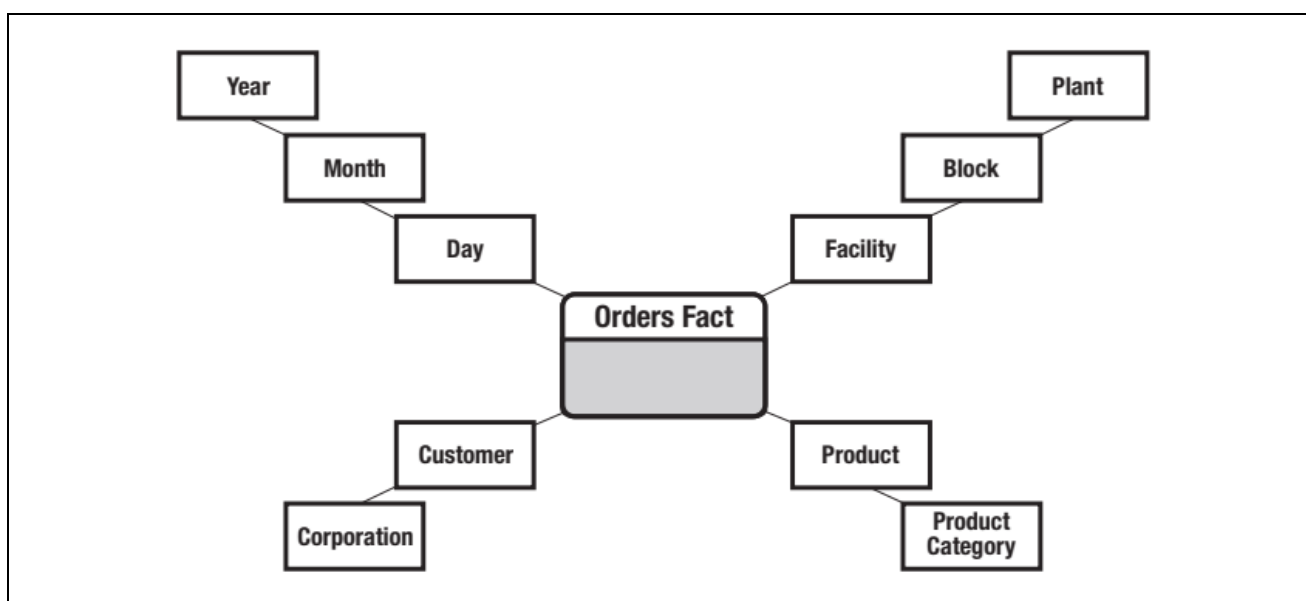 Year
Plant
Month
Block
Day
Facility
Orders Fact
Customer
Product
Corporation
Product
Category